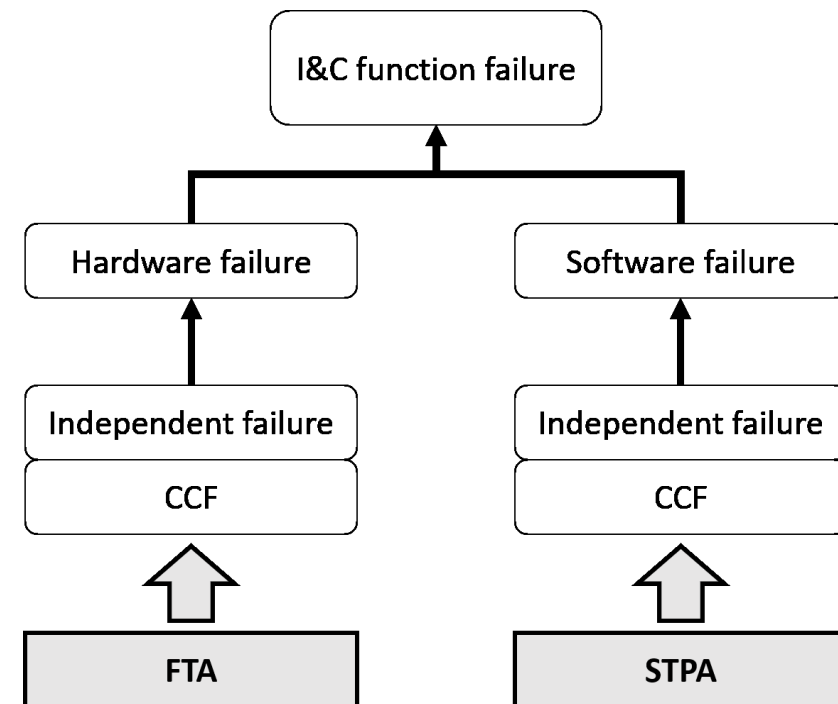 I&C function failure
Hardware failure
Software failure
Independent failure
Independent failure
CCF
CCF
FTA
STPA